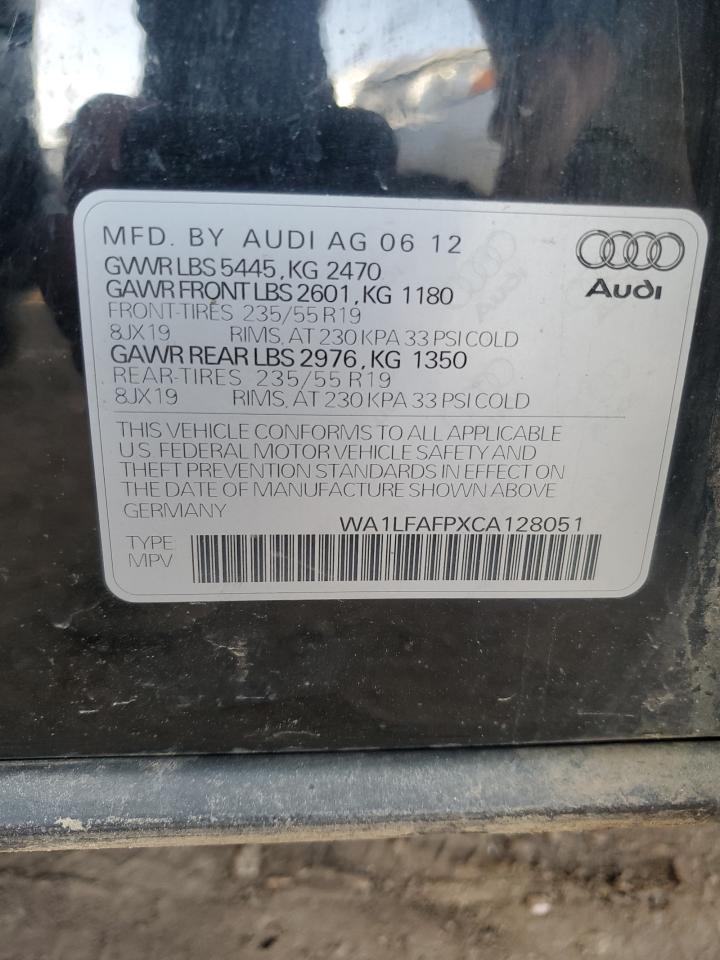 MFD. BY AUDI AG 06 12
GVWR LBS 5445, KG 2470
GAWR FRONT LBS 2601, KG 1180
FRONT-TIRES 235/55 R19
8JX19 RIMS, AT 230 KPA 33 PSI COLD
GAWR REAR LBS 2976, KG 1350
REAR-TIRES 235/55 R19
8JX19 RIMS, AT 230 KPA 33 PSI COLD
Audi
THIS VEHICLE CONFORMS TO ALL APPLICABLE
U.S. FEDERAL MOTOR VEHICLE SAFETY AND
THEFT PREVENTION STANDARDS IN EFFECT ON
THE DATE OF MANUFACTURE SHOWN ABOVE
GERMANY
WA1LFAFPXCA128051
TYPE
MPV